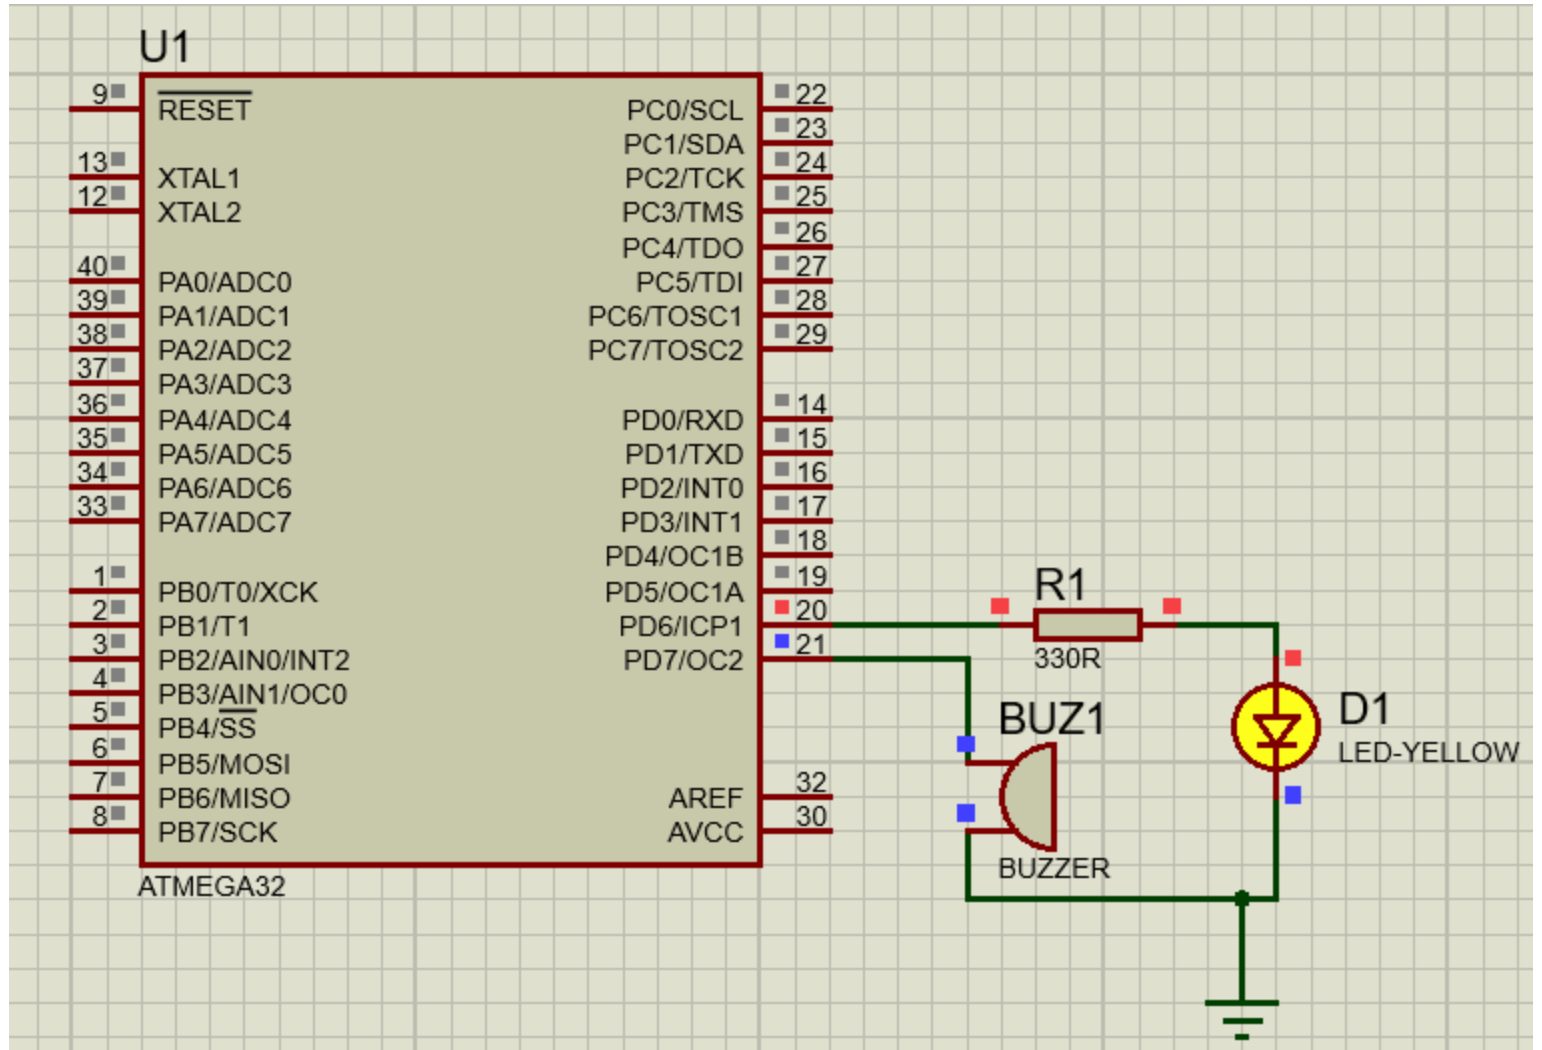 U1
9
RESET
13
XTAL1
12
XTAL2
40
PA0/ADC0
39
PA1/ADC1
38
PA2/ADC2
37
PA3/ADC3
36
PA4/ADC4
35
PA5/ADC5
34
PA6/ADC6
33
PA7/ADC7
1
PB0/T0/XCK
2
PB1/T1
3
PB2/AIN0/INT2
4
PB3/AIN1/OC0
5
PB4/SS
6
PB5/MOSI
7
PB6/MISO
8
PB7/SCK
22
PC0/SCL
23
PC1/SDA
24
PC2/TCK
25
PC3/TMS
26
PC4/TDO
27
PC5/TDI
28
PC6/TOSC1
29
PC7/TOSC2
14
PD0/RXD
15
PD1/TXD
16
PD2/INT0
17
PD3/INT1
18
PD4/OC1B
19
PD5/OC1A
20
PD6/ICP1
21
PD7/OC2
32
AREF
30
AVCC
ATMEGA32
R1
330R
BUZ1
BUZZER
D1
LED-YELLOW